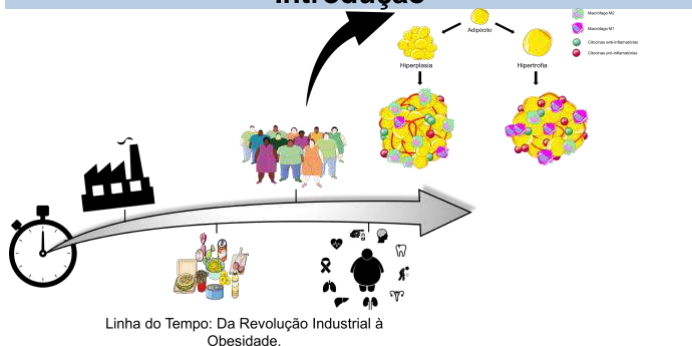 Introdução
Adipócito
Hiperplasia
Hipertrofia
Macrófago M2
Macrófago M1
Citocinas anti-inflamatórias
Citocinas pró-inflamatórias
Linha do Tempo: Da Revolução Industrial à
Obesidade.